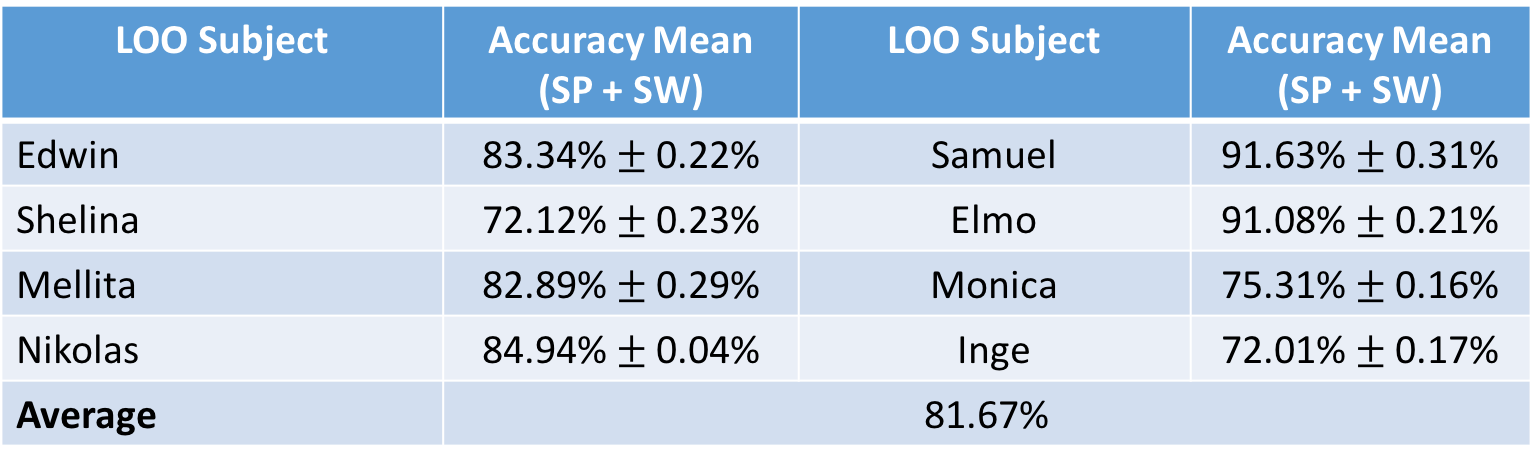 LOO Subject Accuracy Mean (SP + SW) LOO Subject Accuracy Mean (SP + SW)
Edwin 83.34% ± 0.22% Samuel 91.63% ± 0.31%
Shelina 72.12% ± 0.23% Elmo 91.08% ± 0.21%
Mellita 82.89% ± 0.29% Monica 75.31% ± 0.16%
Nikolas 84.94% ± 0.04% Inge 72.01% ± 0.17%
Average 81.67%